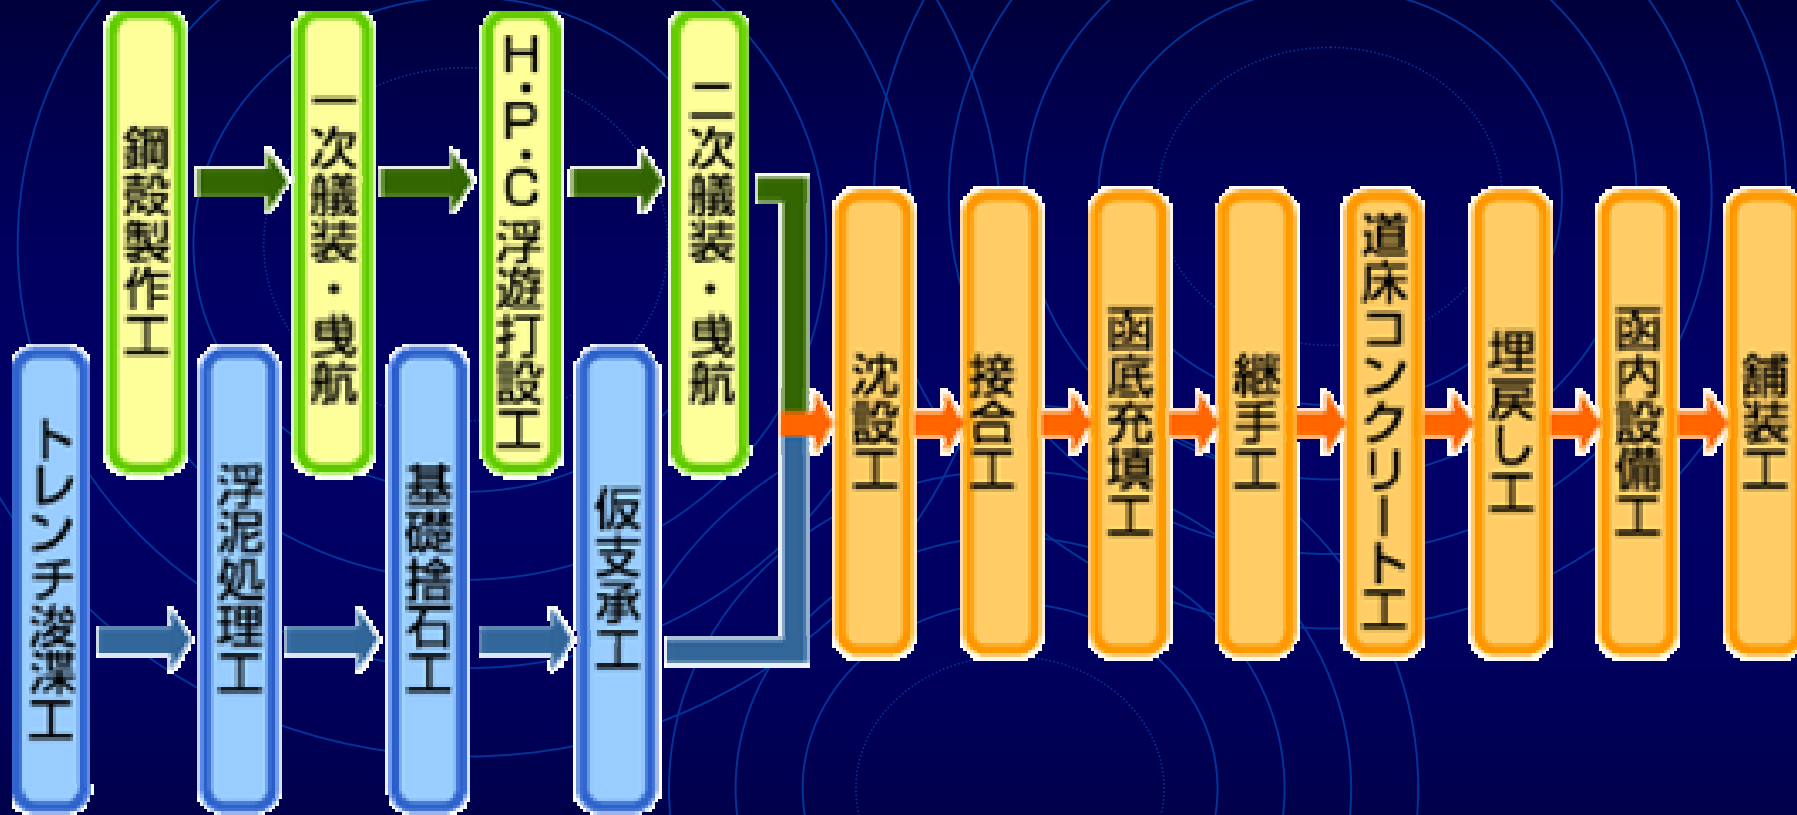 鋼殻製作工
一次艤装・曳航
H・P・C浮遊打設工
二次艤装・曳航
トレンチ浚渫工
浮泥処理工
基礎捨石工
仮支承工
沈設工
接合工
函底充填工
継手工
道床コンクリート工
埋戻し工
函内設備工
舗装工